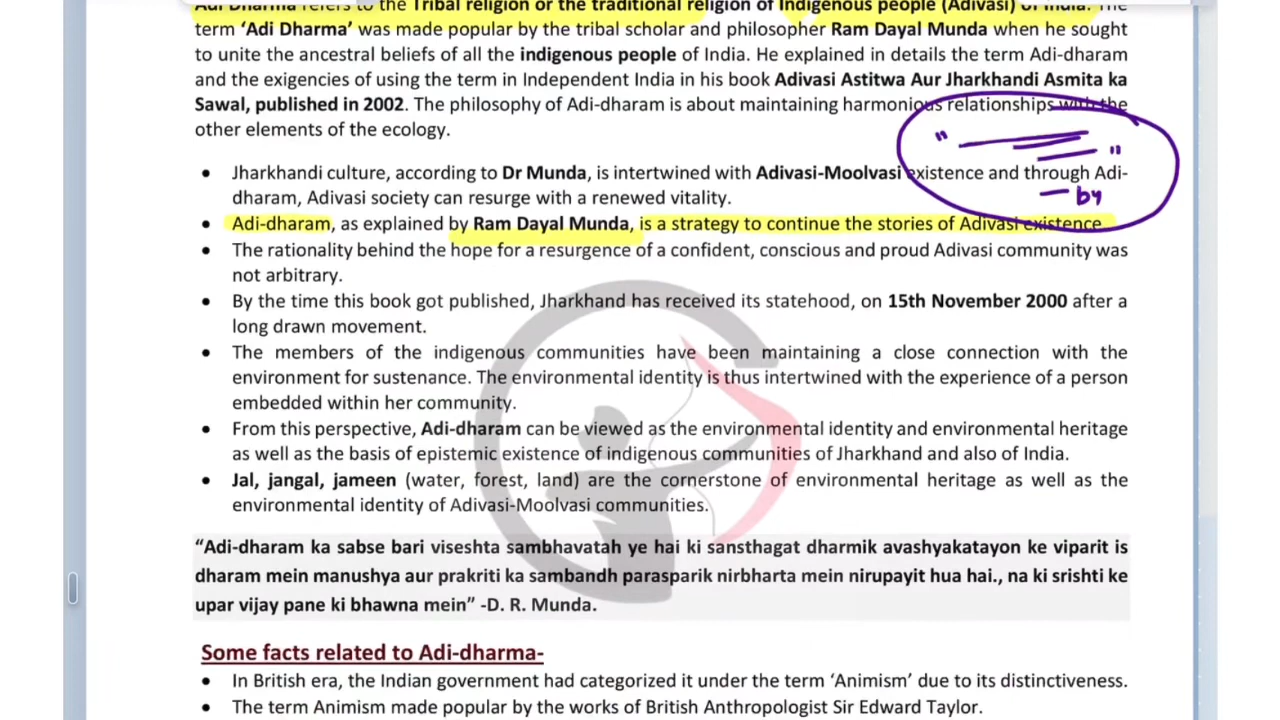 Adi Dharma refers to the Tribal religion or the traditional religion of Indigenous people (Adivasi) of India. The
term ‘Adi Dharma’ was made popular by the tribal scholar and philosopher Ram Dayal Munda when he sought
to unite the ancestral beliefs of all the indigenous people of India. He explained in details the term Adi-dharam
and the exigencies of using the term in Independent India in his book Adivasi Astitwa Aur Jharkhandi Asmita ka
Sawal, published in 2002. The philosophy of Adi-dharam is about maintaining harmonious relationships with the
other elements of the ecology.
• Jharkhandi culture, according to Dr Munda, is intertwined with Adivasi-Moolvasi existence and through Adi-
dharam, Adivasi society can resurge with a renewed vitality.
by
• Adi-dharam, as explained by Ram Dayal Munda, is a strategy to continue the stories of Adivasi existence.
• The rationality behind the hope for a resurgence of a confident, conscious and proud Adivasi community was
not arbitrary.
• By the time this book got published, Jharkhand has received its statehood, on 15th November 2000 after a
long drawn movement.
• The members of the indigenous communities have been maintaining a close connection with the
environment for sustenance. The environmental identity is thus intertwined with the experience of a person
embedded within her community.
• From this perspective, Adi-dharam can be viewed as the environmental identity and environmental heritage
as well as the basis of epistemic existence of indigenous communities of Jharkhand and also of India.
• Jal, jangal, jameen (water, forest, land) are the cornerstone of environmental heritage as well as the
environmental identity of Adivasi-Moolvasi communities.
“Adi-dharam ka sabse bari viseshta sambhavatah ye hai ki sansthagat dharmik avashyakatayon ke viparit is
dharam mein manushya aur prakriti ka sambandh parasparik nirbharta mein nirupayit hua hai., na ki srishti ke
upar vijay pane ki bhawna mein” -D. R. Munda.
Some facts related to Adi-dharma-
• In British era, the Indian government had categorized it under the term ‘Animism’ due to its distinctiveness.
• The term Animism made popular by the works of British Anthropologist Sir Edward Taylor.